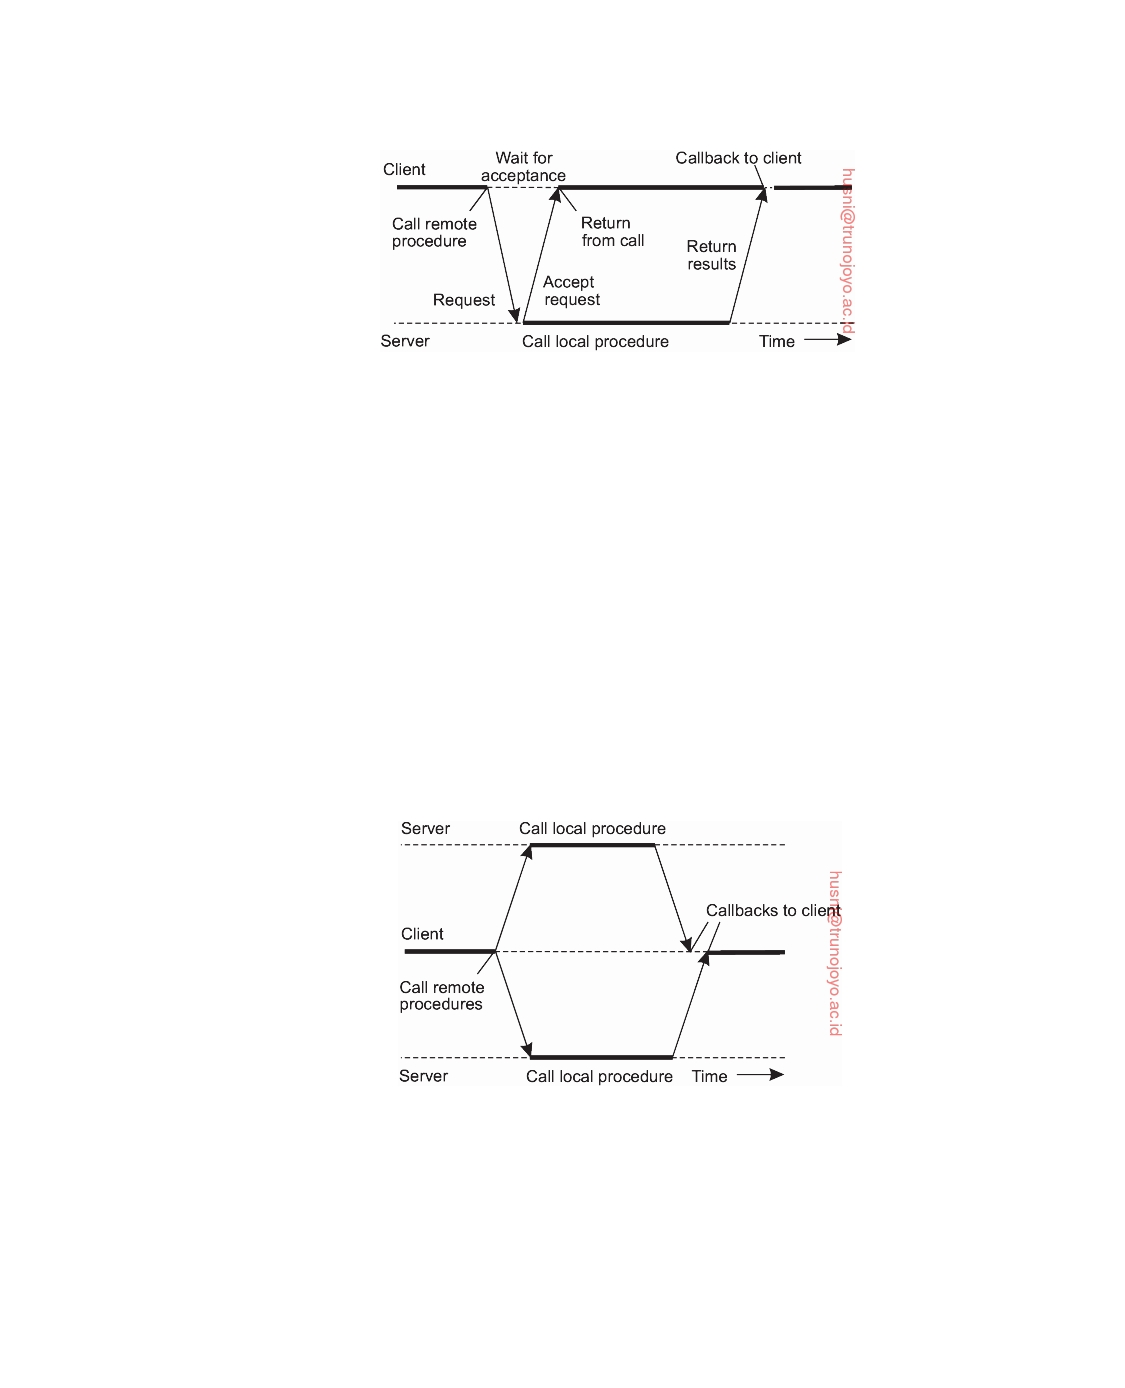 Client
Wait for
acceptance
Callback to client
Call remote
procedure
Return
from call
Return
results
Accept
request
Request
Server
Call local procedure
Time
husni@trunojoyo.ac.id
Server
Call local procedure
Callbacks to client
Client
Call remote
procedures
Server
Call local procedure
Time
husni@trunojoyo.ac.id